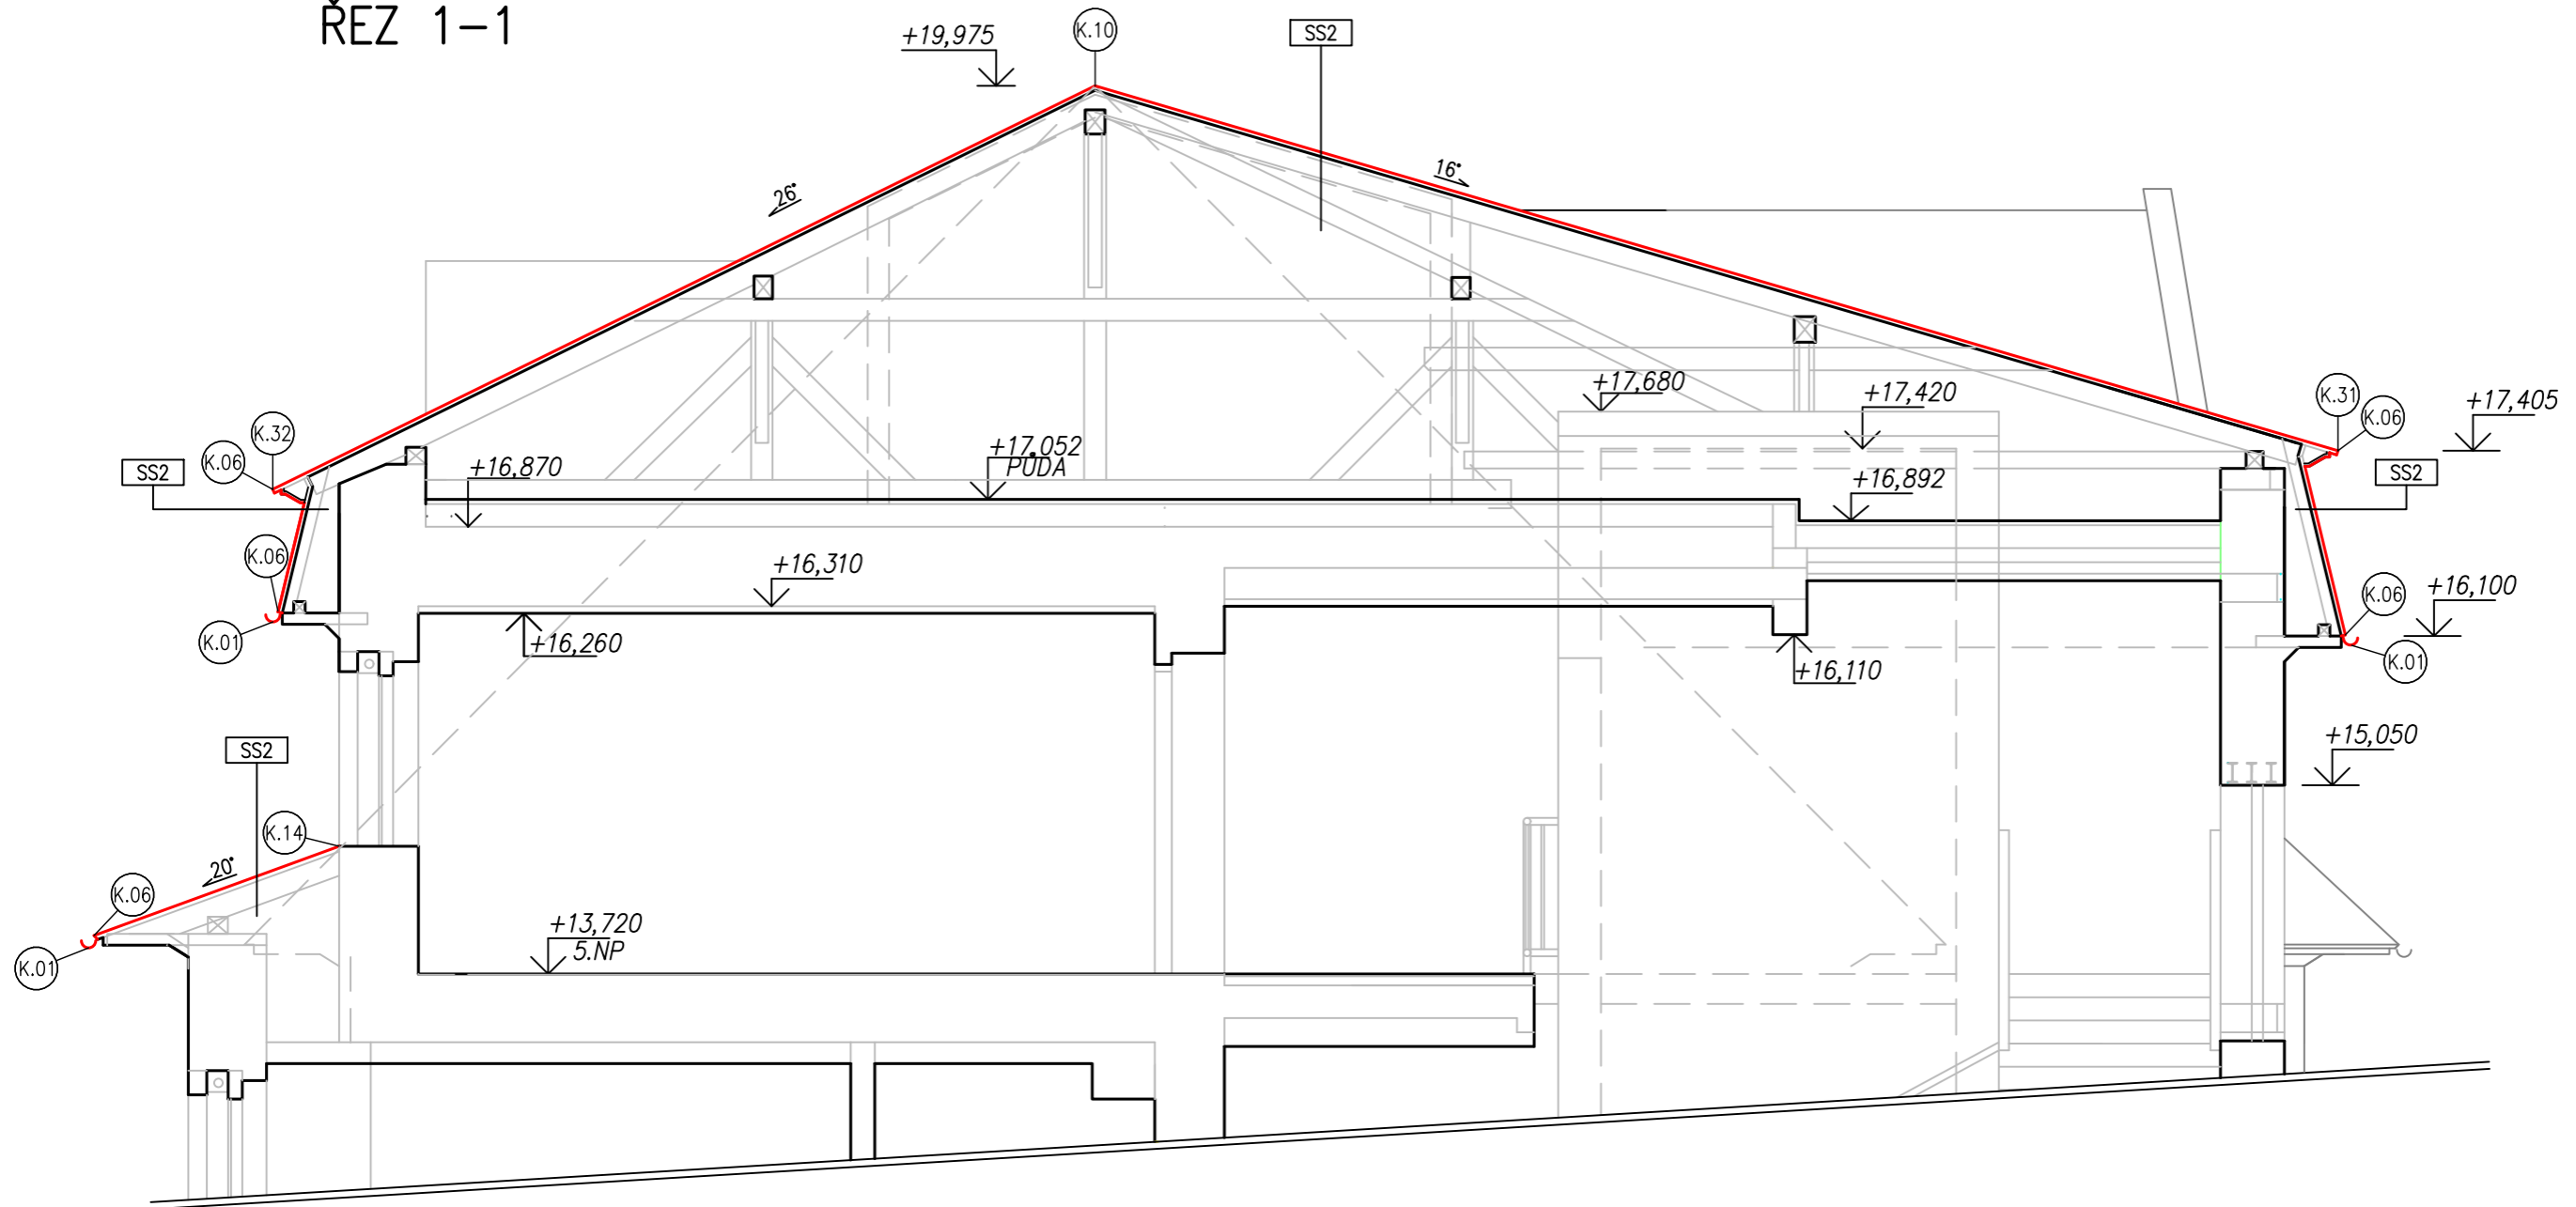 ŘEZ 1-1
+19,975
K.10
SS2
26°
16°
+17,680
+17,420
K.31
K.06
+17,405
K.32
K.06
SS2
+16,870
+17,052
PŮDA
+16,892
SS2
K.06
+16,310
K.01
+16,260
+16,110
K.06
+16,100
K.01
SS2
+15,050
K.14
20°
K.06
K.01
+13,720
5.NP